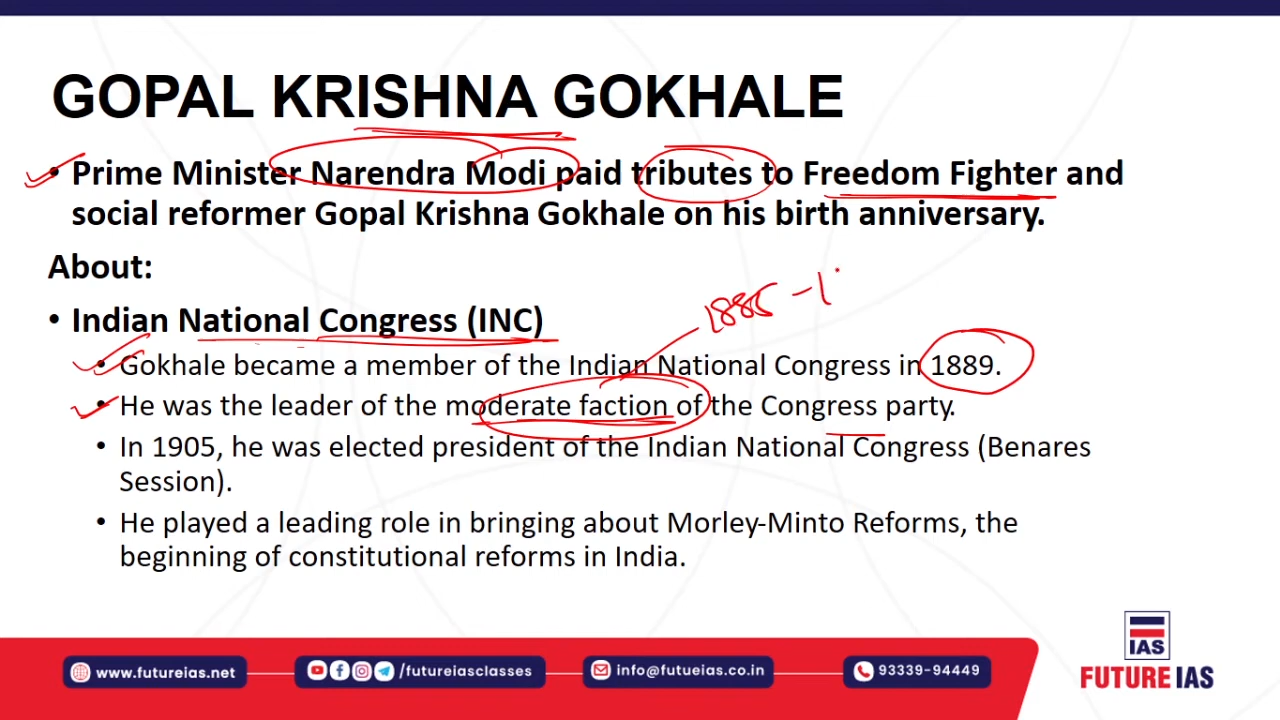 GOPAL KRISHNA GOKHALE
• Prime Minister Narendra Modi paid tributes to Freedom Fighter and
social reformer Gopal Krishna Gokhale on his birth anniversary.
About:
• Indian National Congress (INC)
1885 - 1
• Gokhale became a member of the Indian National Congress in 1889.
• He was the leader of the moderate faction of the Congress party.
• In 1905, he was elected president of the Indian National Congress (Benares
Session).
• He played a leading role in bringing about Morley-Minto Reforms, the
beginning of constitutional reforms in India.
IAS
FUTURE IAS
www.futureias.net
/futureiasclasses
info@futueias.co.in
93339-94449